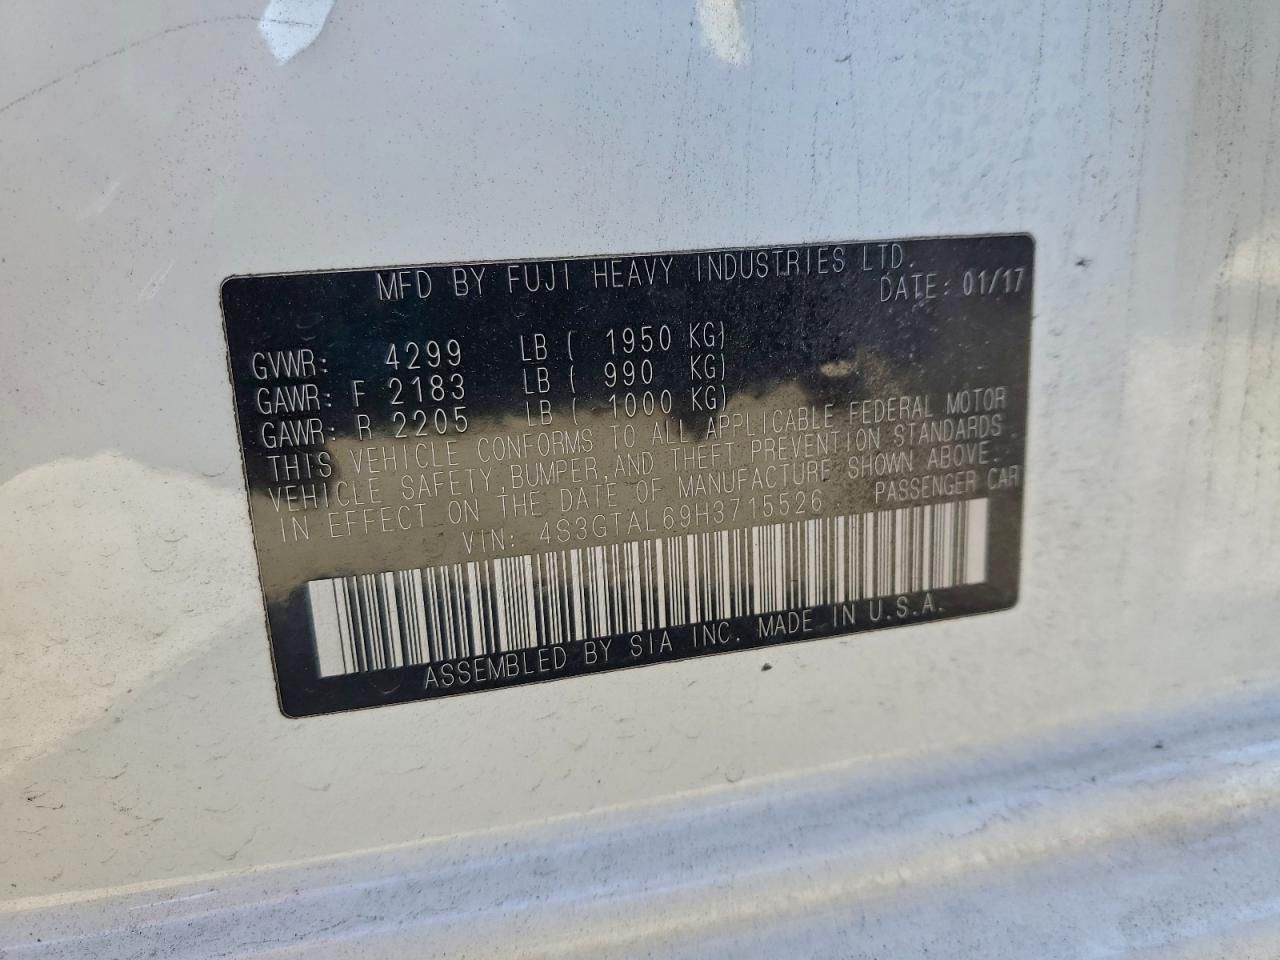 MFD BY FUJI HEAVY INDUSTRIES LTD.
DATE: 01/17
GVWR: 4299 LB ( 1950 KG)
GAWR: F 2183 LB ( 990 KG)
GAWR: R 2205 LB ( 1000 KG)
THIS VEHICLE CONFORMS TO ALL APPLICABLE FEDERAL MOTOR
VEHICLE SAFETY,BUMPER,AND THEFT PREVENTION STANDARDS
IN EFFECT ON THE DATE OF MANUFACTURE SHOWN ABOVE.
VIN: 4S3GTAL69H3715526 PASSENGER CAR
ASSEMBLED BY SIA INC. MADE IN U.S.A.